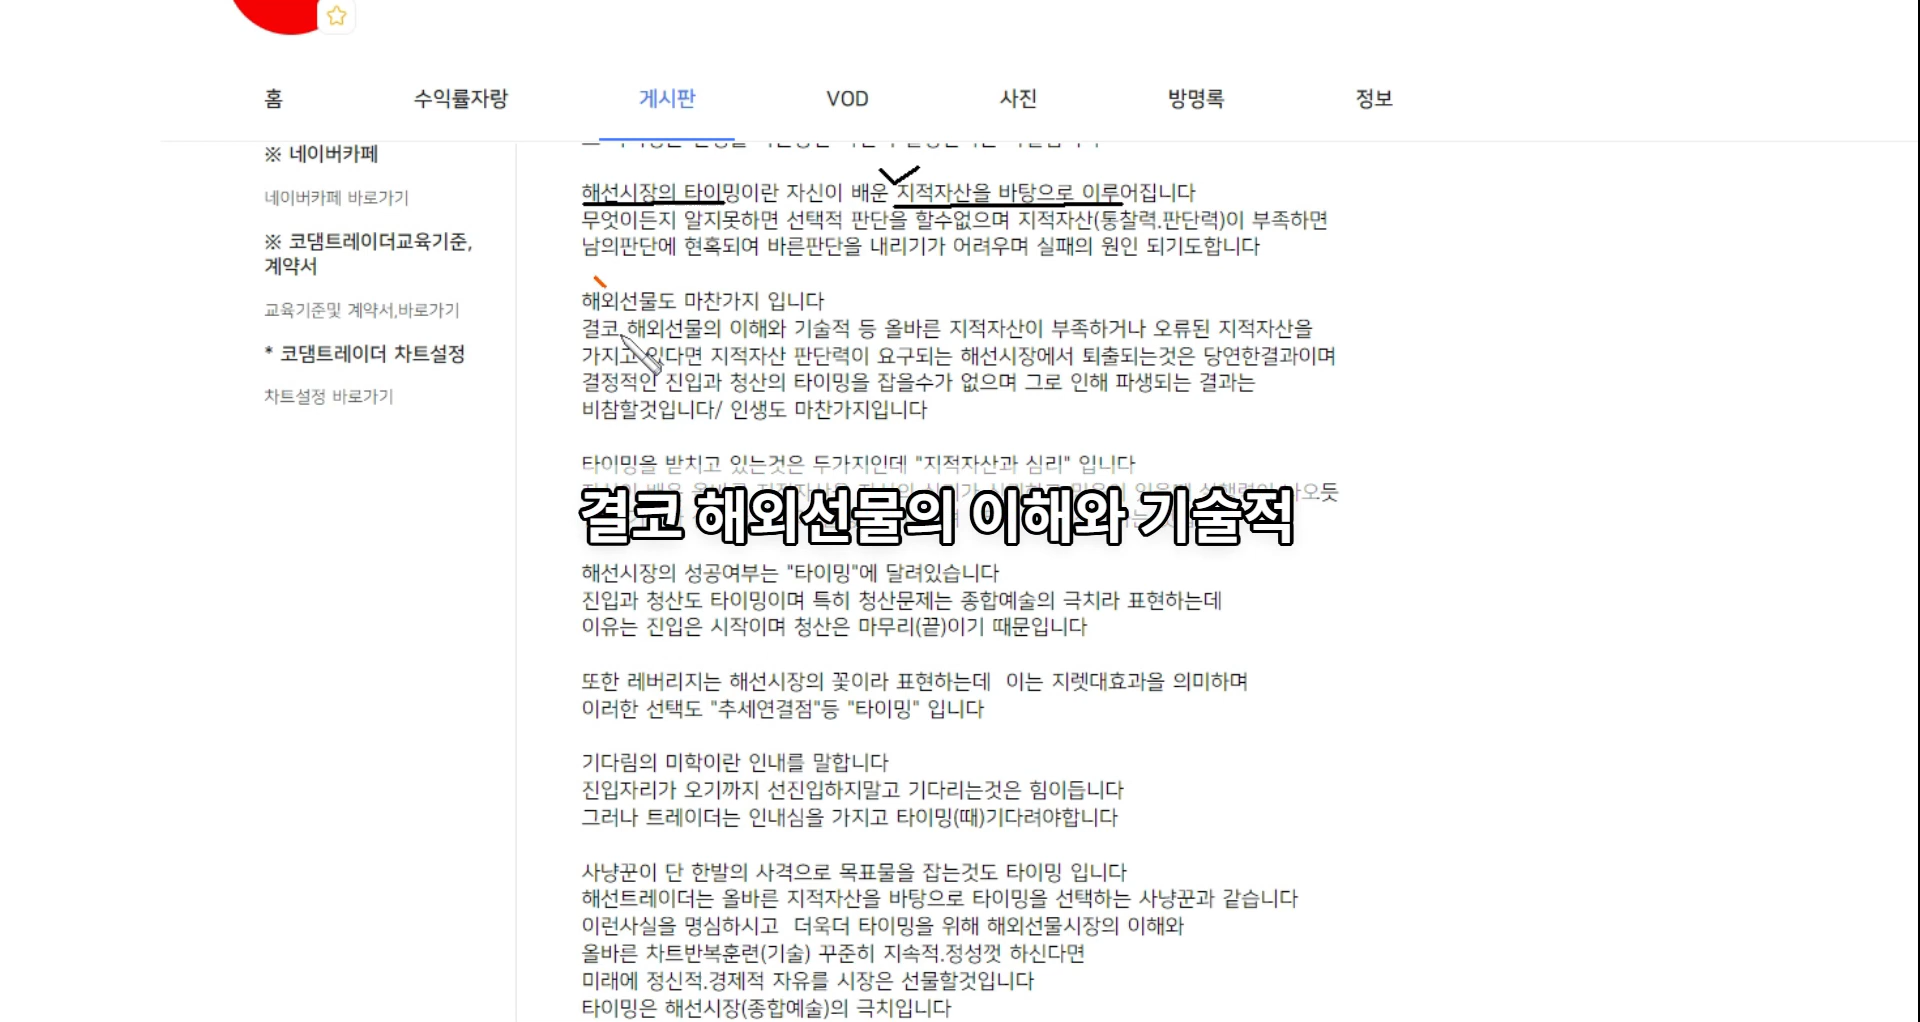 홈
수익률자랑
게시판
VOD
사진
방명록
정보
※ 네이버카페
네이버카페 바로가기
※ 코댐트레이더교육기준,
계약서
교육기준및 계약서,바로가기
* 코댐트레이더 차트설정
차트설정 바로가기
해선시장의 타이밍이란 자신이 배운 지적자산을 바탕으로 이루어집니다
무엇이든지 알지못하면 선택적 판단을 할수없으며 지적자산(통찰력.판단력)이 부족하면
남의판단에 현혹되여 바른판단을 내리기가 어려우며 실패의 원인 되기도합니다
해외선물도 마찬가지 입니다
결코 해외선물의 이해와 기술적 등 올바른 지적자산이 부족하거나 오류된 지적자산을
가지고 있다면 지적자산 판단력이 요구되는 해선시장에서 퇴출되는것은 당연한결과이며
결정적인 진입과 청산의 타이밍을 잡을수가 없으며 그로 인해 파생되는 결과는
비참할것입니다/ 인생도 마찬가지입니다
타이밍을 받치고 있는것은 두가지인데 "지적자산과 심리" 입니다
결코 해외선물의 이해와 기술적
해선시장의 성공여부는 "타이밍"에 달려있습니다
진입과 청산도 타이밍이며 특히 청산문제는 종합예술의 극치라 표현하는데
이유는 진입은 시작이며 청산은 마무리(끝)이기 때문입니다
또한 레버리지는 해선시장의 꽃이라 표현하는데 이는 지렛대효과을 의미하며
이러한 선택도 "추세연결점"등 "타이밍" 입니다
기다림의 미학이란 인내를 말합니다
진입자리가 오기까지 선진입하지말고 기다리는것은 힘이듭니다
그러나 트레이더는 인내심을 가지고 타이밍(때)기다려야합니다
사냥꾼이 단 한발의 사격으로 목표물을 잡는것도 타이밍 입니다
해선트레이더는 올바른 지적자산을 바탕으로 타이밍을 선택하는 사냥꾼과 같습니다
이런사실을 명심하시고 더욱더 타이밍을 위해 해외선물시장의 이해와
올바른 차트반복훈련(기술) 꾸준히 지속적.정성껏 하신다면
미래에 정신적.경제적 자유를 시장은 선물할것입니다
타이밍은 해선시장(종합예술)의 극치입니다